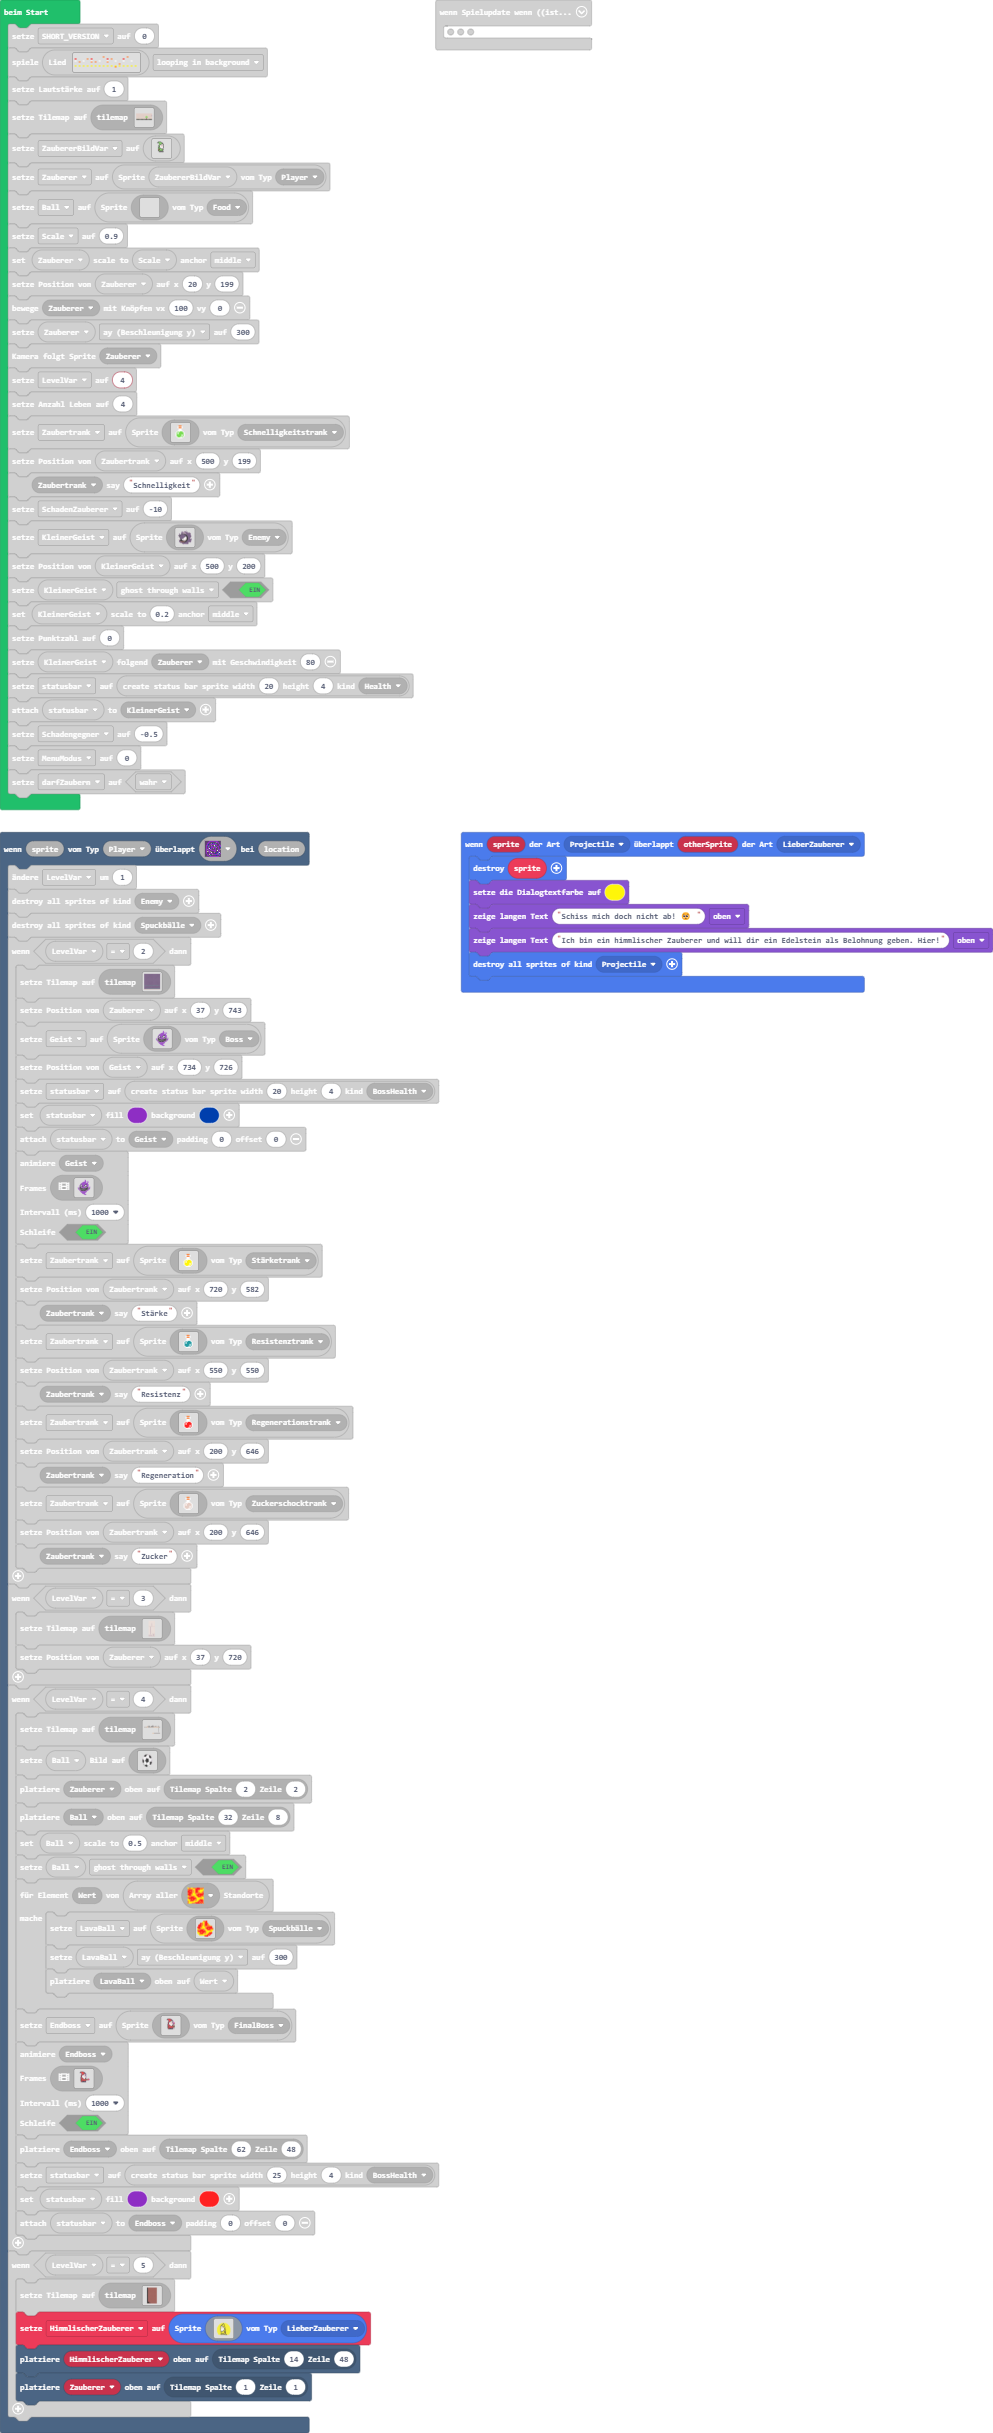 beim Start
setze SHORT_VERSION auf 0
spiele Lied looping in background
setze Lautstärke auf 1
setze Tilemap auf tilemap
setze ZaubererBildVar auf
setze Zauberer auf Sprite ZaubererBildVar vom Typ Player
setze Ball auf Sprite vom Typ Food
setze Scale auf 0.9
set Zauberer scale to Scale anchor middle
setze Position von Zauberer auf x 20 y 199
bewege Zauberer mit Knöpfen vx 100 vy 0
setze Zauberer ay (Beschleunigung y) auf 300
Kamera folgt Sprite Zauberer
setze LevelVar auf 4
setze Anzahl Leben auf 4
setze Zaubertrank auf Sprite vom Typ Schnelligkeitstrank
setze Position von Zaubertrank auf x 500 y 199
Zaubertrank say "Schnelligkeit"
setze SchadenZauberer auf -10
setze KleinerGeist auf Sprite vom Typ Enemy
setze Position von KleinerGeist auf x 500 y 200
setze KleinerGeist ghost through walls EIN
set KleinerGeist scale to 0.2 anchor middle
setze Punktzahl auf 0
setze KleinerGeist folgend Zauberer mit Geschwindigkeit 80
setze statusbar auf create status bar sprite width 20 height 4 kind Health
attach statusbar to KleinerGeist
setze Schadengegner auf -0.5
setze MenuModus auf 0
setze darfZaubern auf wahr
wenn Spielupdate wenn ((ist...
wenn sprite vom Typ Player überlappt bei location
ändere LevelVar um 1
destroy all sprites of kind Enemy
destroy all sprites of kind Spuckbälle
wenn LevelVar = 2 dann
setze Tilemap auf tilemap
setze Position von Zauberer auf x 37 y 743
setze Geist auf Sprite vom Typ Boss
setze Position von Geist auf x 734 y 726
setze statusbar auf create status bar sprite width 20 height 4 kind BossHealth
set statusbar fill background
attach statusbar to Geist padding 0 offset 0
animiere Geist
Frames
Intervall (ms) 1000
Schleife EIN
setze Zaubertrank auf Sprite vom Typ Stärketrank
setze Position von Zaubertrank auf x 720 y 582
Zaubertrank say "Stärke"
setze Zaubertrank auf Sprite vom Typ Resistenztrank
setze Position von Zaubertrank auf x 550 y 550
Zaubertrank say "Resistenz"
setze Zaubertrank auf Sprite vom Typ Regenerationstrank
setze Position von Zaubertrank auf x 200 y 646
Zaubertrank say "Regeneration"
setze Zaubertrank auf Sprite vom Typ Zuckerschocktrank
setze Position von Zaubertrank auf x 200 y 646
Zaubertrank say "Zucker"
wenn LevelVar = 3 dann
setze Tilemap auf tilemap
setze Position von Zauberer auf x 37 y 720
wenn LevelVar = 4 dann
setze Tilemap auf tilemap
setze Ball Bild auf
platziere Zauberer oben auf Tilemap Spalte 2 Zeile 2
platziere Ball oben auf Tilemap Spalte 32 Zeile 8
set Ball scale to 0.5 anchor middle
setze Ball ghost through walls EIN
für Element Wert von Array aller Standorte
mache
setze LavaBall auf Sprite vom Typ Spuckbälle
setze LavaBall ay (Beschleunigung y) auf 300
platziere LavaBall oben auf Wert
setze Endboss auf Sprite vom Typ FinalBoss
animiere Endboss
Frames
Intervall (ms) 1000
Schleife EIN
platziere Endboss oben auf Tilemap Spalte 62 Zeile 48
setze statusbar auf create status bar sprite width 25 height 4 kind BossHealth
set statusbar fill background
attach statusbar to Endboss padding 0 offset 0
wenn LevelVar = 5 dann
setze Tilemap auf tilemap
setze HimmlischerZauberer auf Sprite vom Typ LieberZauberer
platziere HimmlischerZauberer oben auf Tilemap Spalte 14 Zeile 48
platziere Zauberer oben auf Tilemap Spalte 1 Zeile 1
wenn sprite der Art Projectile überlappt otherSprite der Art LieberZauberer
destroy sprite
setze die Dialogtextfarbe auf
zeige langen Text "Schiss mich doch nicht ab! 😕 " oben
zeige langen Text "Ich bin ein himmlischer Zauberer und will dir ein Edelstein als Belohnung geben. Hier!" oben
destroy all sprites of kind Projectile